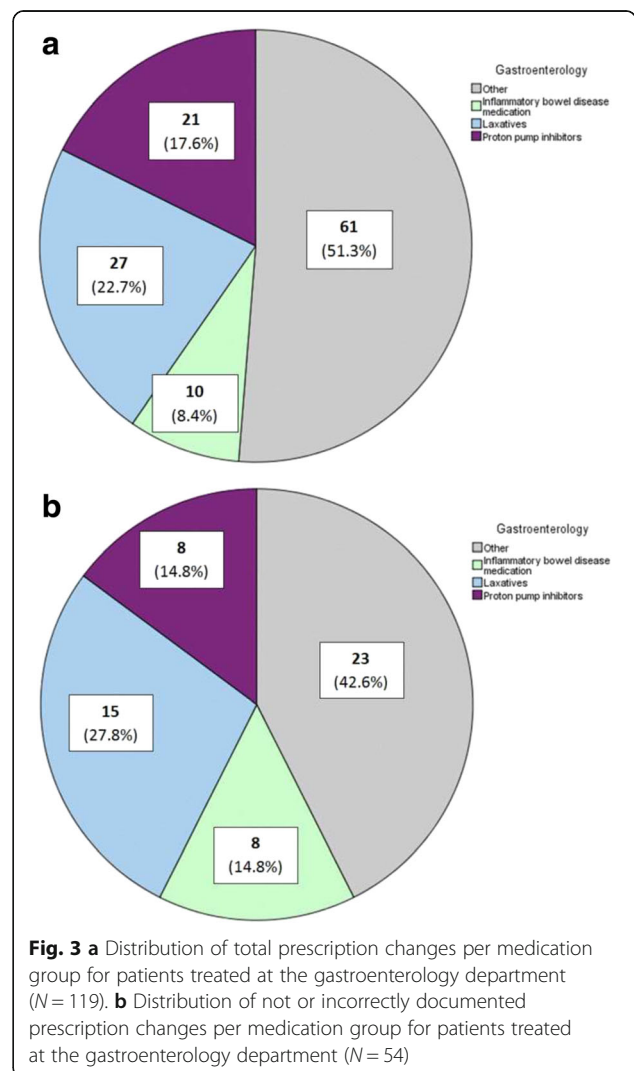 a
Gastroenterology
Other
Inflammatory bowel disease
medication
Laxatives
Proton pump inhibitors
21
(17.6%)
61
(51.3%)
27
(22.7%)
10
(8.4%)
b
Gastroenterology
Other
Inflammatory bowel disease
medication
Laxatives
Proton pump inhibitors
8
(14.8%)
23
(42.6%)
15
(27.8%)
8
(14.8%)
Fig. 3 a Distribution of total prescription changes per medication
group for patients treated at the gastroenterology department
(N = 119). b Distribution of not or incorrectly documented
prescription changes per medication group for patients treated
at the gastroenterology department (N = 54)